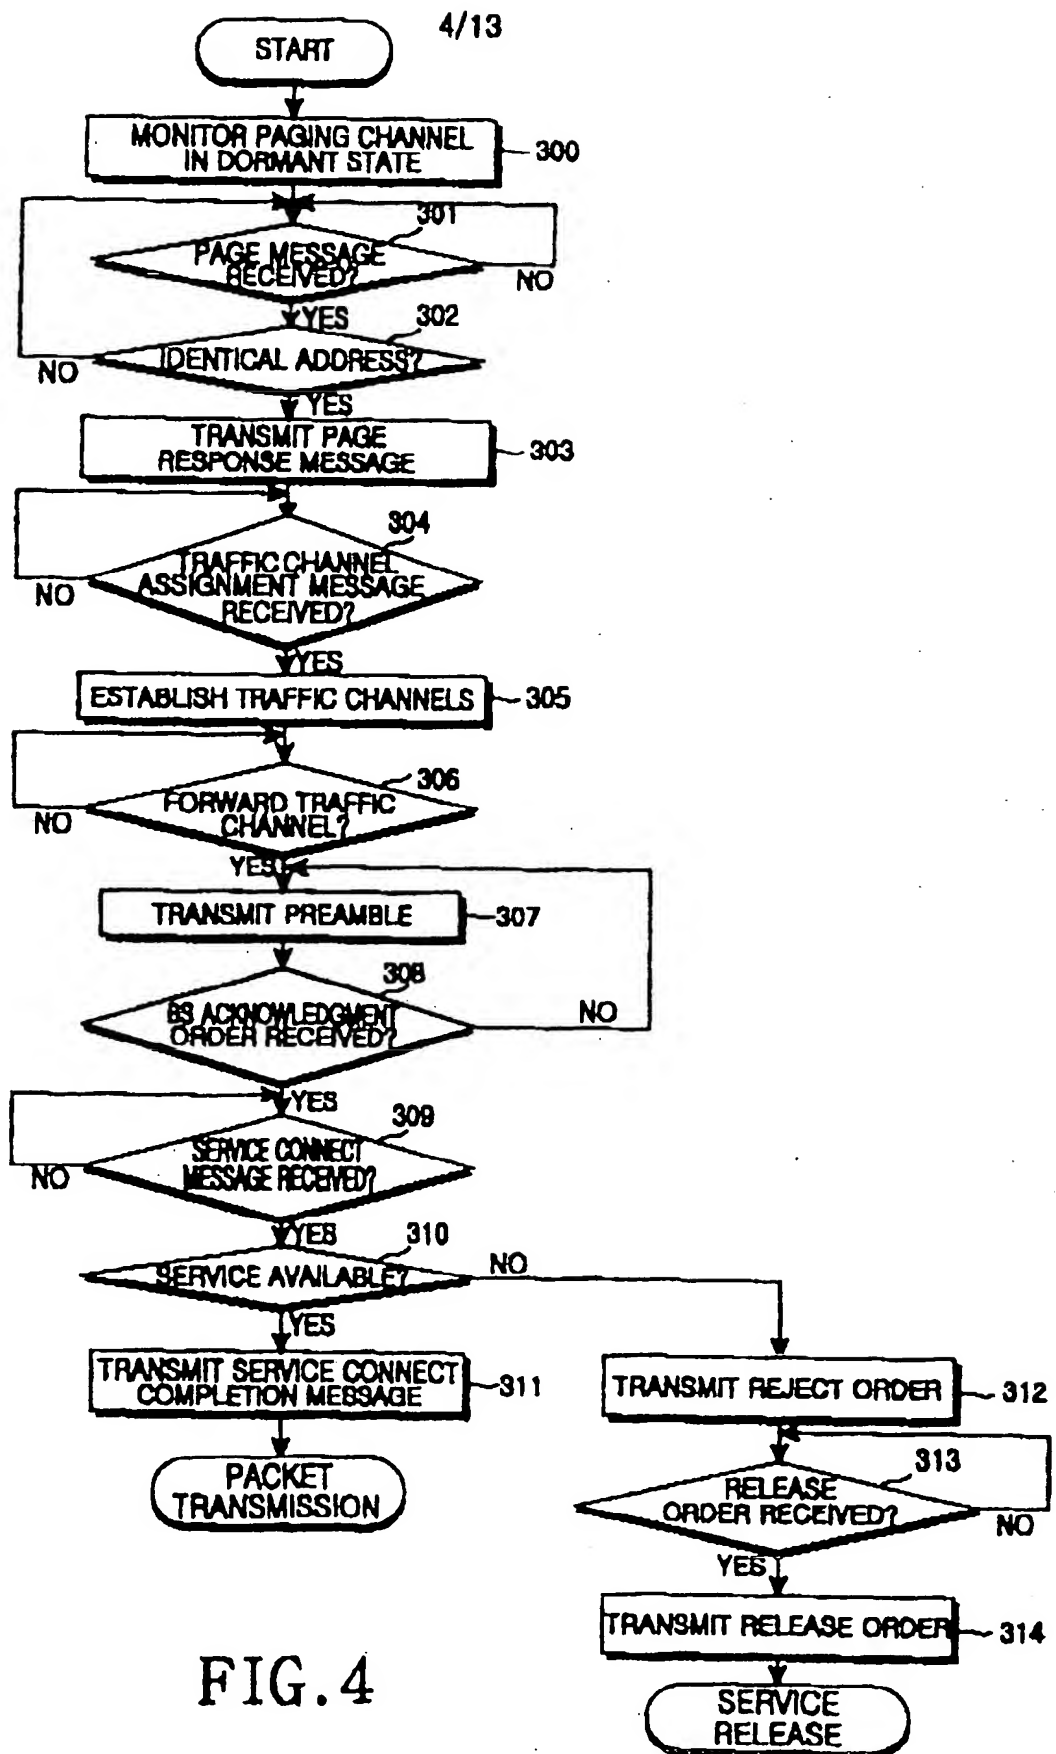 4/13
START
MONITOR PAGING CHANNEL
IN DORMANT STATE
300
301
PAGE MESSAGE
RECEIVED?
NO
YES
302
IDENTICAL ADDRESS?
NO
YES
TRANSMIT PAGE
RESPONSE MESSAGE
303
304
TRAFFIC CHANNEL
ASSIGNMENT MESSAGE
RECEIVED?
NO
YES
ESTABLISH TRAFFIC CHANNELS
305
306
FORWARD TRAFFIC
CHANNEL?
NO
YES
TRANSMIT PREAMBLE
307
308
BS ACKNOWLEDGMENT
ORDER RECEIVED?
NO
YES
309
SERVICE CONNECT
MESSAGE RECEIVED?
NO
YES
310
SERVICE AVAILABLE?
NO
YES
TRANSMIT SERVICE CONNECT
COMPLETION MESSAGE
311
PACKET
TRANSMISSION
TRANSMIT REJECT ORDER
312
313
RELEASE
ORDER RECEIVED?
NO
YES
TRANSMIT RELEASE ORDER
314
SERVICE
RELEASE
FIG. 4